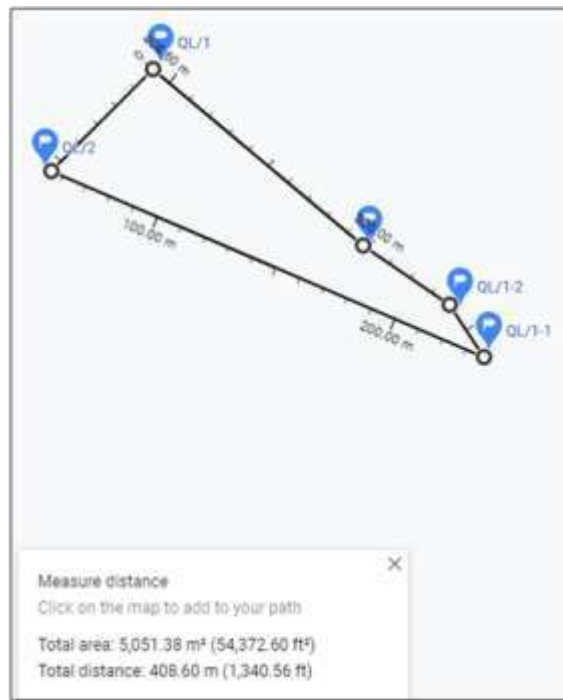 QL/1
QL/2
100.00 m
QL/1-2
QL/1-1
200.00 m
Measure distance
Click on the map to add to your path
Total area: 5,051.38 m² (54,372.60 ft²)
Total distance: 408.60 m (1,340.56 ft)